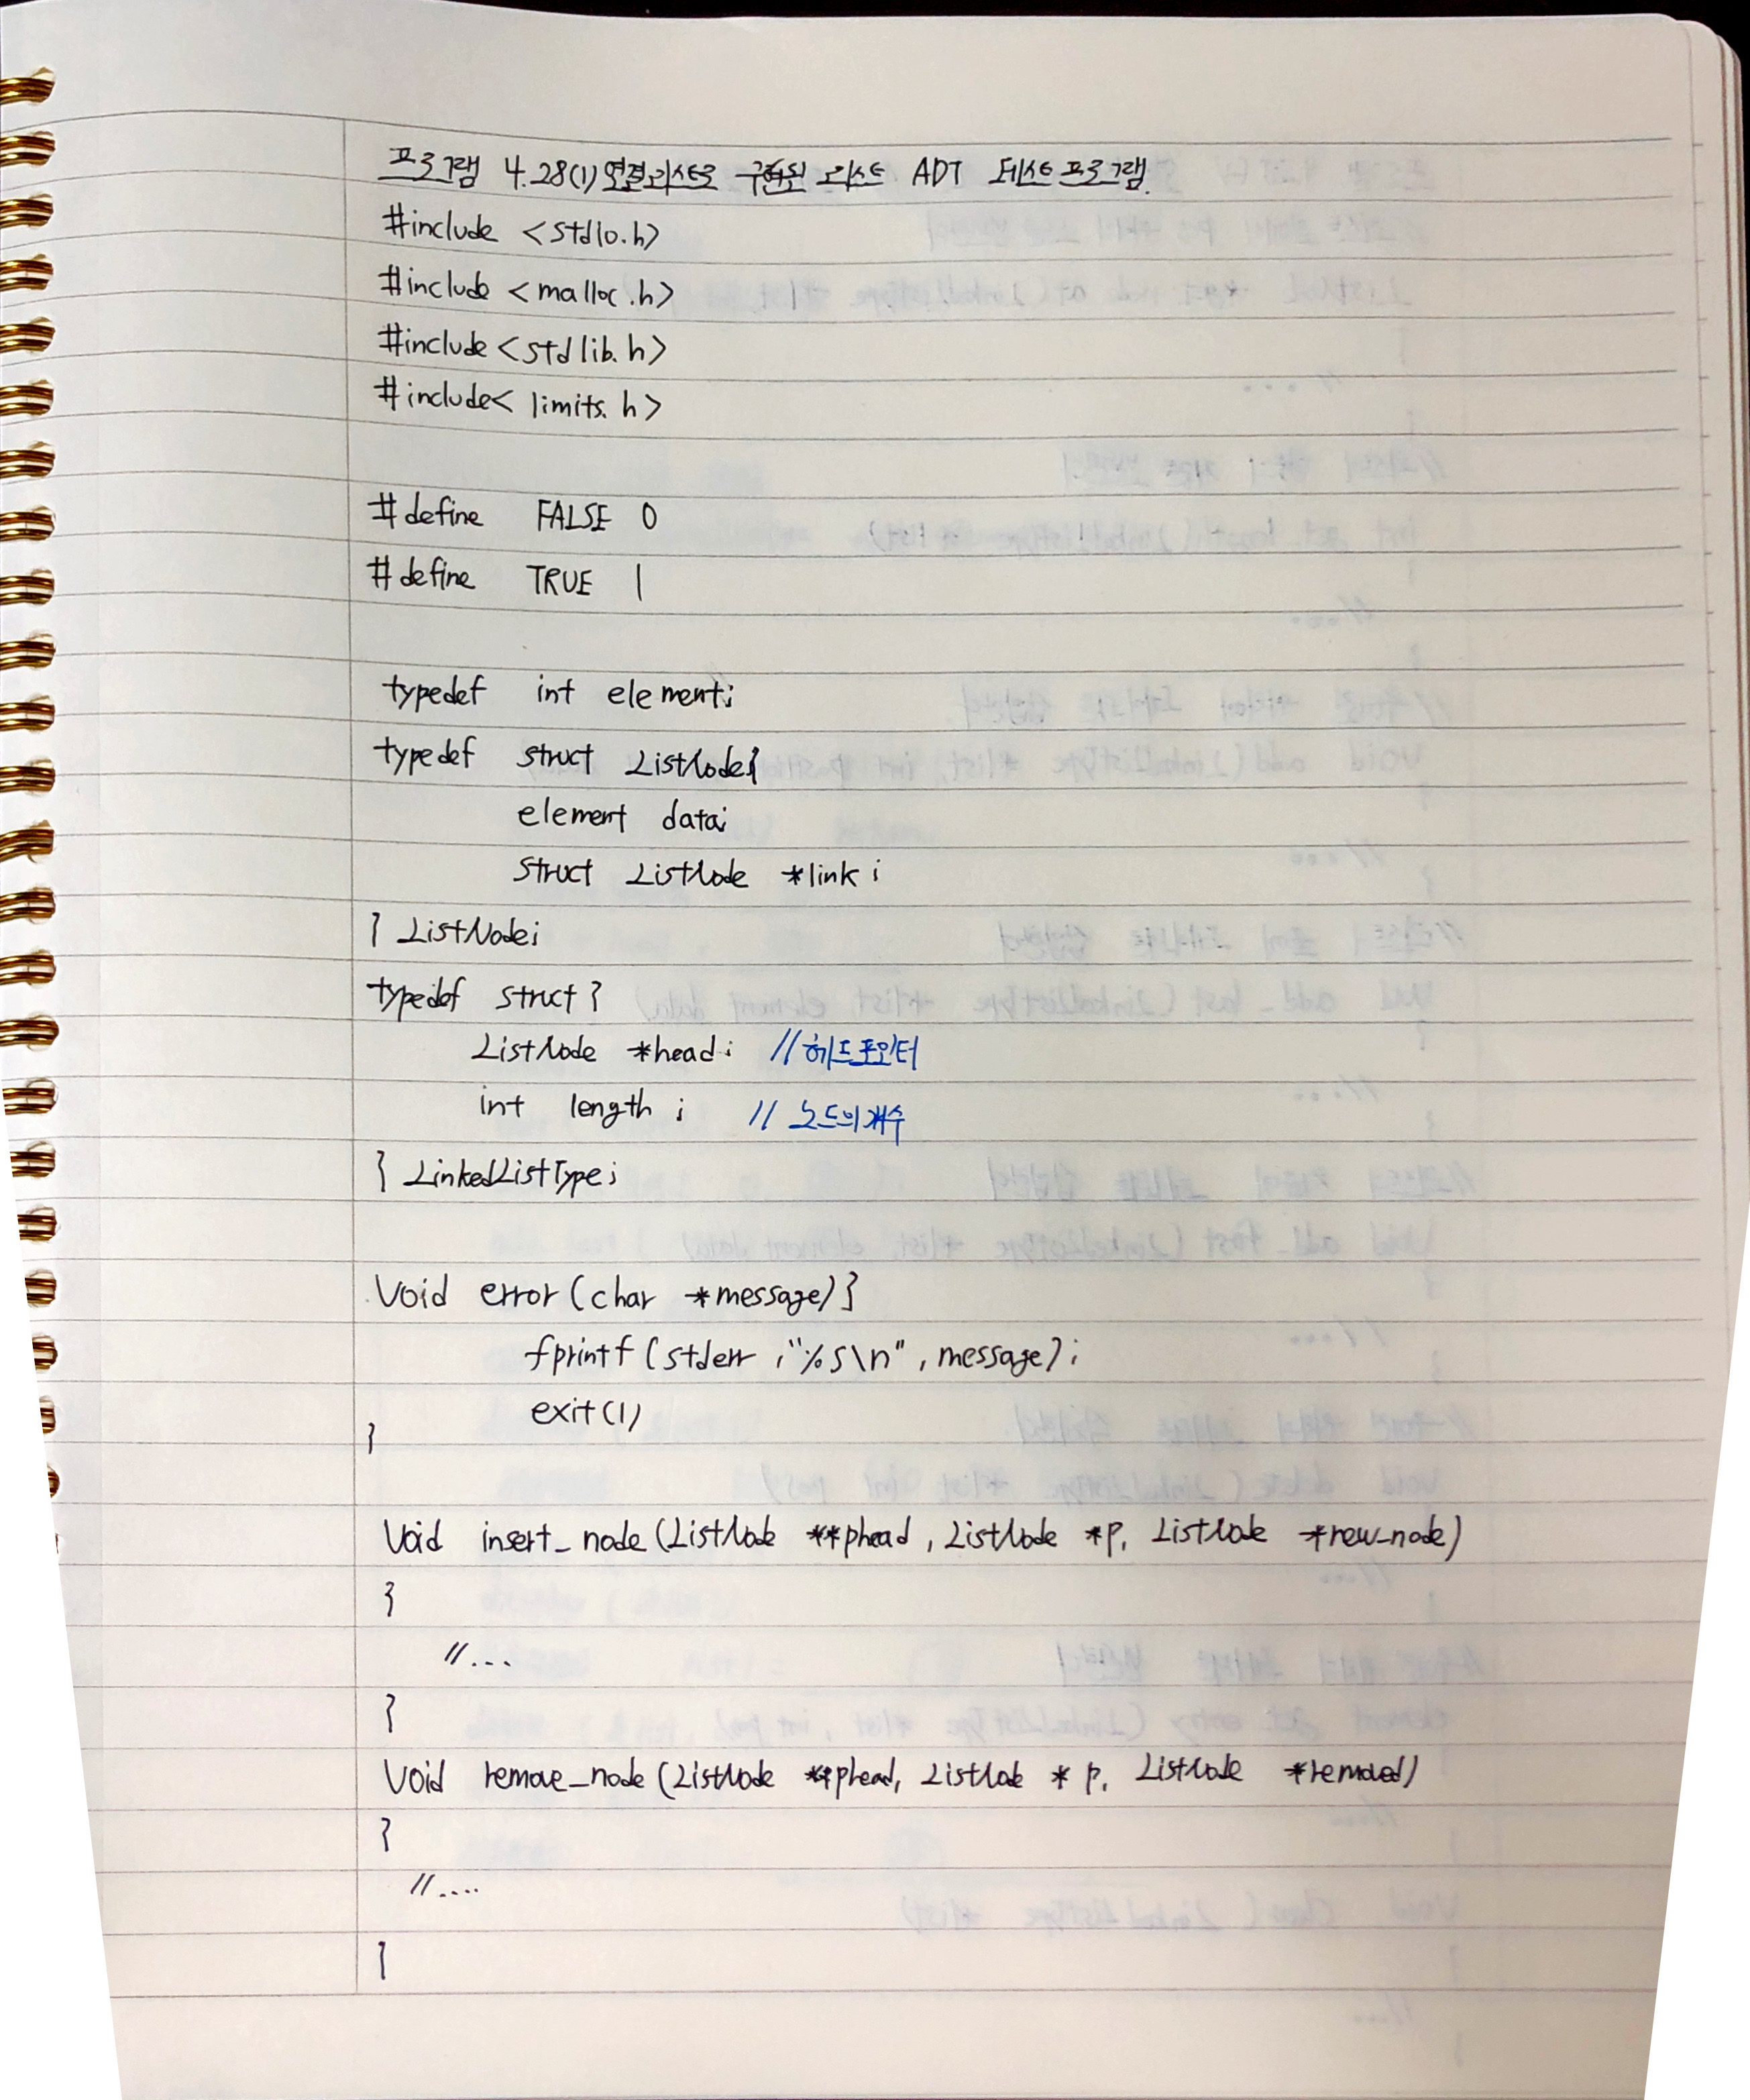 프로그램 4.28(1) 연결리스트로 구현된 리스트 ADT 테스트 프로그램.
#include <stdio.h>
#include <malloc.h>
#include<stdlib.h>
#include< limits.h>
#define FALSE 0
#define TRUE 1
typedef int element;
typedef struct ListNode{
element data;
struct ListNode *link;
} ListNode;
typedef struct {
ListNode *head; //헤드포인터
int length; // 노드의개수
} LinkedListType;
Void error(char *message){
fprintf(stderr,"%s\n", message);
exit(1)
}
Void insert_node(ListNode **phead, ListNode *p, ListNode *new_node)
{
//...
}
Void remove_node(ListNode **phead, ListNode * p, ListNode *removed)
{
//....
}